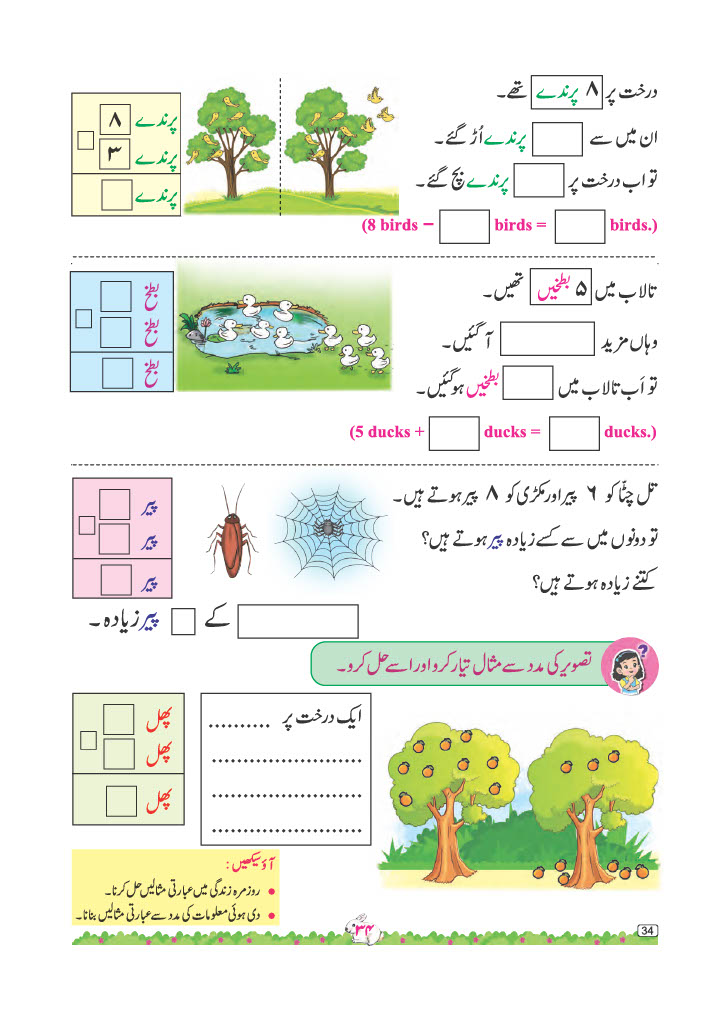 درخت پر ۸ پرندے تھے۔
ان میں سے پرندے اُڑ گئے۔
تو اب درخت پر پرندے بچ گئے۔
(8 birds − birds = birds.)
پرندے ۸
پرندے ۳
پرندے
تالاب میں ۵ بطخیں تھیں۔
وہاں مزید آ گئیں۔
تو اَب تالاب میں بطخیں ہو گئیں۔
(5 ducks + ducks = ducks.)
بطخ
بطخ
بطخ
تل چٹّا کو ۶ پیر اور مکڑی کو ۸ پیر ہوتے ہیں۔
تو دونوں میں سے کسے زیادہ پیر ہوتے ہیں؟
کتنے زیادہ ہوتے ہیں؟
کے پیر زیادہ۔
پیر
پیر
پیر
?
تصویر کی مدد سے مثال تیار کرو اور اسے حل کرو۔
ایک درخت پر ..........
..........................
..........................
..........................
پھل
پھل
پھل
آؤ سیکھیں:
• روزمرہ زندگی میں عبارتی مثالیں حل کرنا۔
• دی ہوئی معلومات کی مدد سے عبارتی مثالیں بنانا۔
۳۴
34